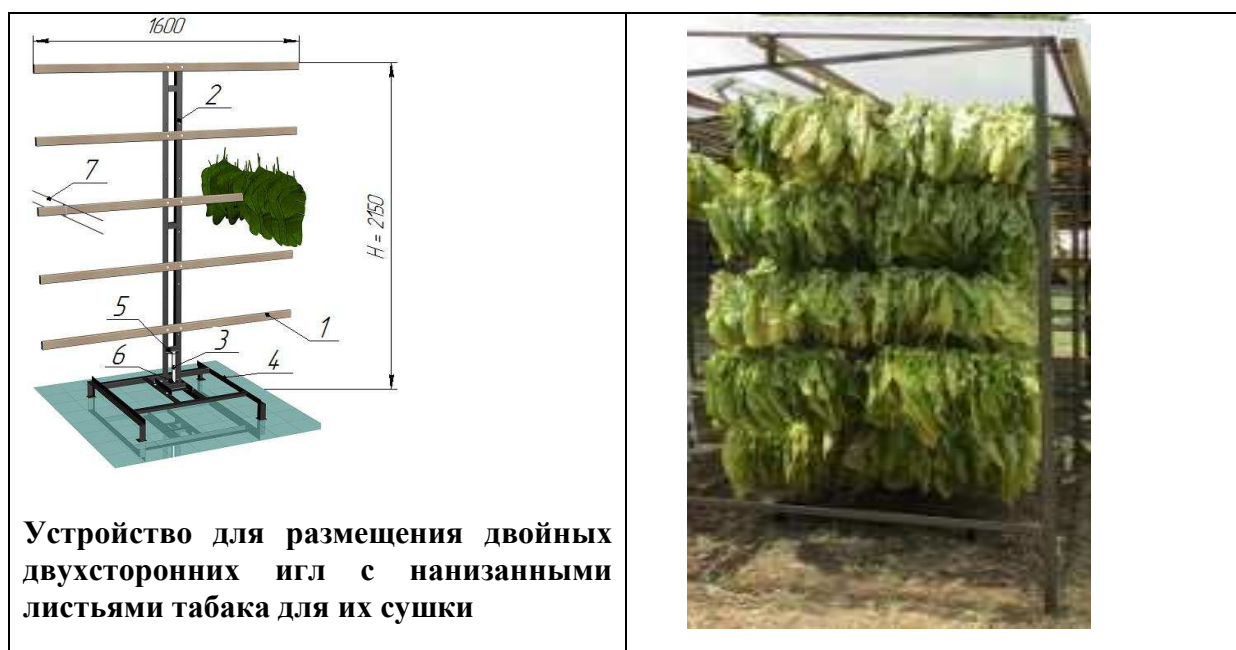 1600
2
7
H = 2150
5
1
3
6
4
Устройство для размещения двойных
двухсторонних игл с нанизанными
листьями табака для их сушки